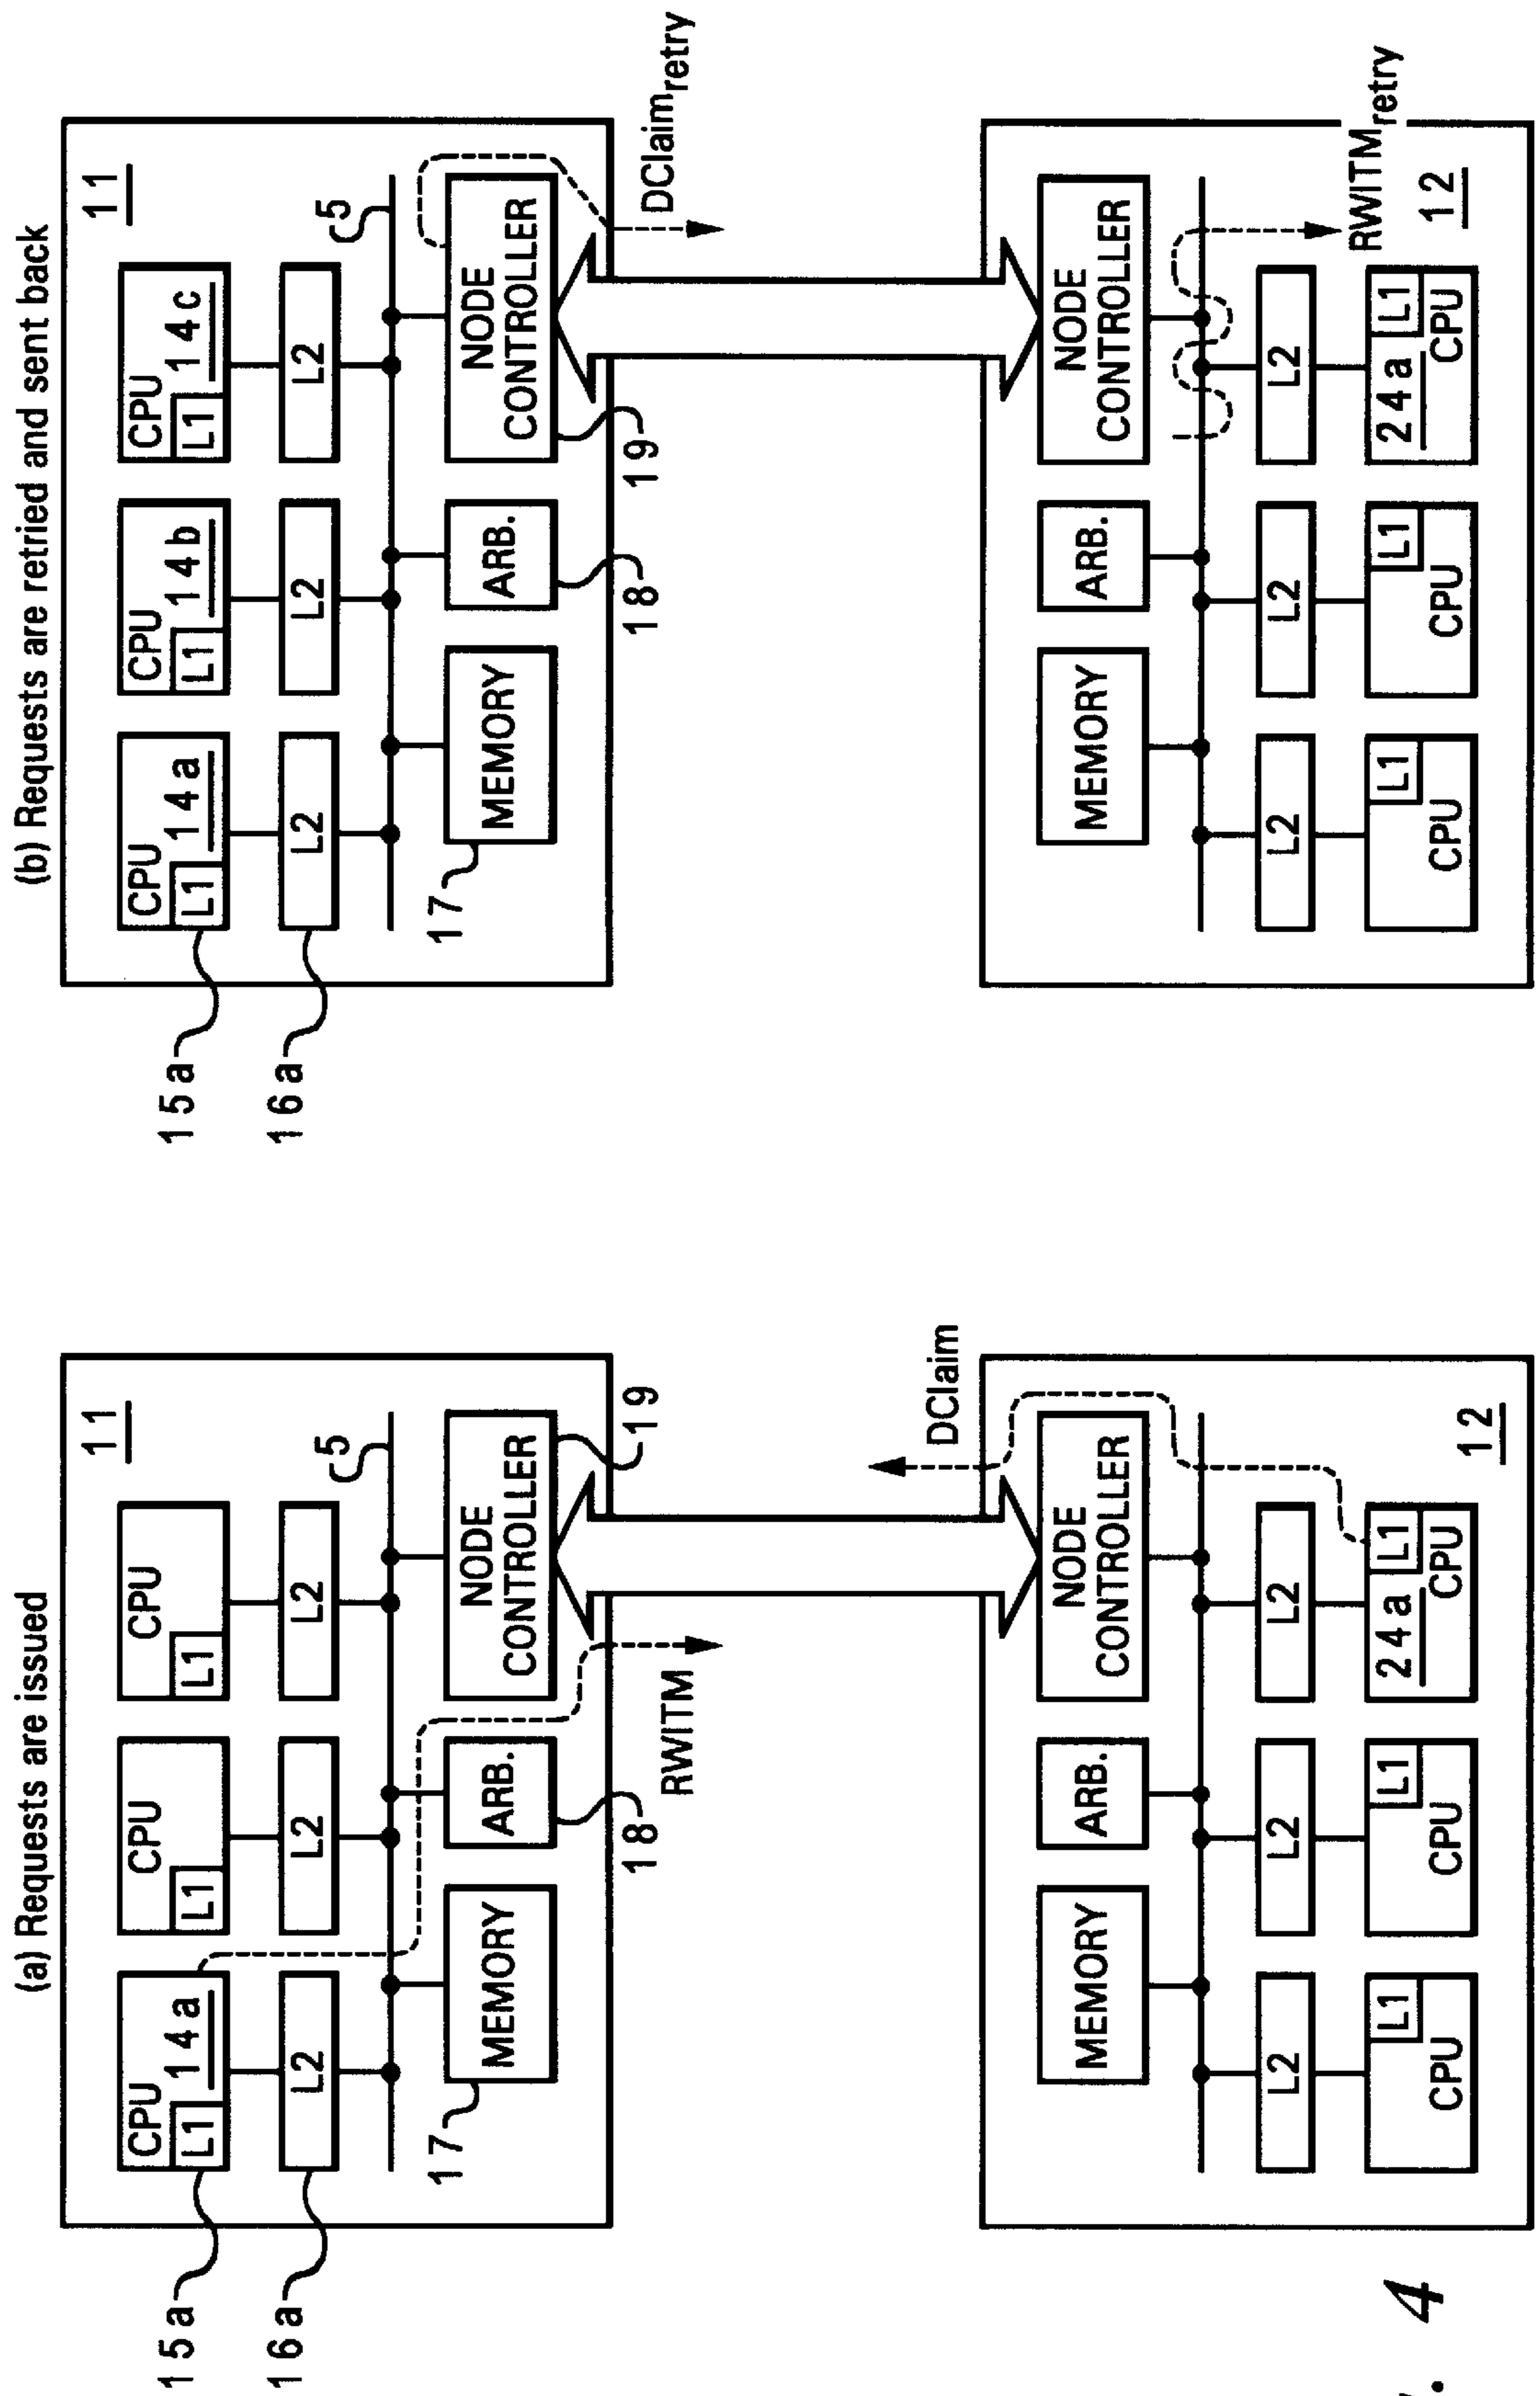 (a) Requests are issued
11
CPU
L1
14a
CPU
L1
CPU
L1
15a
L2
L2
L2
16a
5
MEMORY
ARB.
NODE
CONTROLLER
17
18
19
RWITM
DClaim
MEMORY
ARB.
NODE
CONTROLLER
L2
L2
L2
L1
CPU
L1
CPU
24a
L1
CPU
12
(b) Requests are retried and sent back
11
CPU
L1
14a
CPU
L1
14b
CPU
L1
14c
15a
L2
L2
L2
16a
5
MEMORY
ARB.
NODE
CONTROLLER
17
18
19
DClaimretry
MEMORY
ARB.
NODE
CONTROLLER
L2
L2
L2
L1
CPU
L1
CPU
24a
L1
CPU
RWITMretry
12
. 4